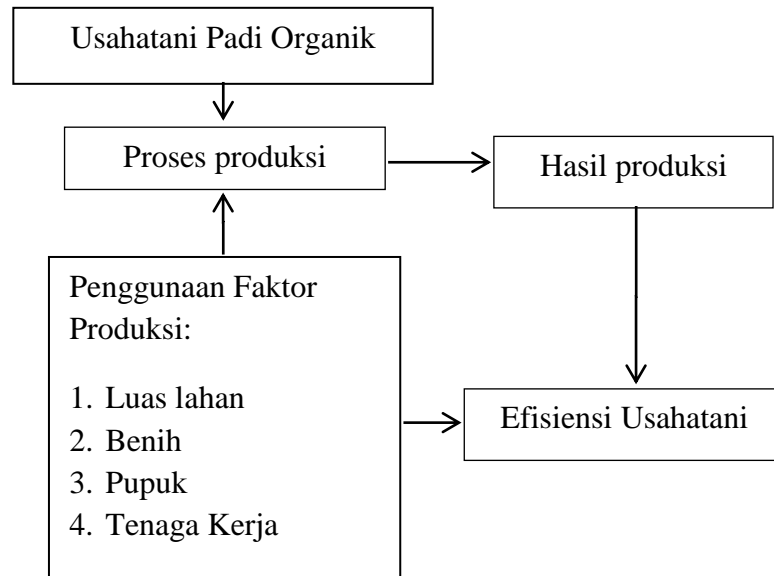 Usahatani Padi Organik
Proses produksi
Hasil produksi
Penggunaan Faktor
Produksi:
1. Luas lahan
2. Benih
3. Pupuk
4. Tenaga Kerja
Efisiensi Usahatani